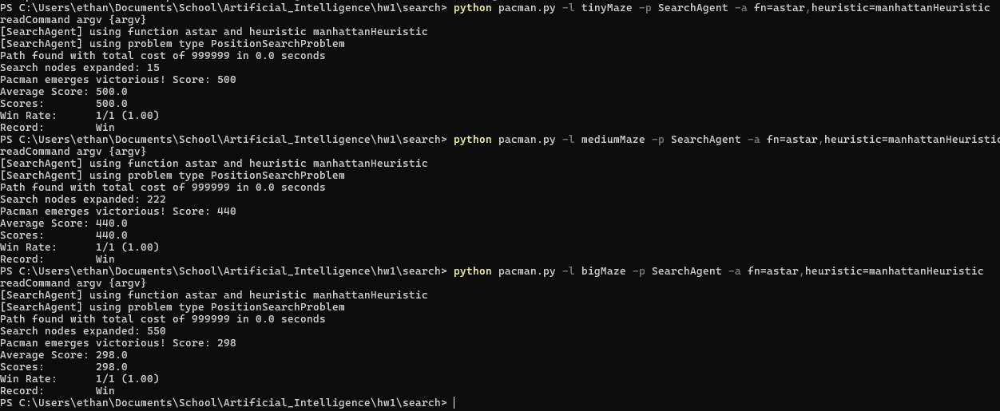 PS C:\Users\ethan\Documents\School\Artificial_Intelligence\hw1\search> python pacman.py -l tinyMaze -p SearchAgent -a fn=astar,heuristic=manhattanHeuristic
readCommand argv {argv}
[SearchAgent] using function astar and heuristic manhattanHeuristic
[SearchAgent] using problem type PositionSearchProblem
Path found with total cost of 999999 in 0.0 seconds
Search nodes expanded: 15
Pacman emerges victorious! Score: 500
Average Score: 500.0
Scores:        500.0
Win Rate:      1/1 (1.00)
Record:        Win
PS C:\Users\ethan\Documents\School\Artificial_Intelligence\hw1\search> python pacman.py -l mediumMaze -p SearchAgent -a fn=astar,heuristic=manhattanHeuristic
readCommand argv {argv}
[SearchAgent] using function astar and heuristic manhattanHeuristic
[SearchAgent] using problem type PositionSearchProblem
Path found with total cost of 999999 in 0.0 seconds
Search nodes expanded: 222
Pacman emerges victorious! Score: 440
Average Score: 440.0
Scores:        440.0
Win Rate:      1/1 (1.00)
Record:        Win
PS C:\Users\ethan\Documents\School\Artificial_Intelligence\hw1\search> python pacman.py -l bigMaze -p SearchAgent -a fn=astar,heuristic=manhattanHeuristic
readCommand argv {argv}
[SearchAgent] using function astar and heuristic manhattanHeuristic
[SearchAgent] using problem type PositionSearchProblem
Path found with total cost of 999999 in 0.0 seconds
Search nodes expanded: 550
Pacman emerges victorious! Score: 298
Average Score: 298.0
Scores:        298.0
Win Rate:      1/1 (1.00)
Record:        Win
PS C:\Users\ethan\Documents\School\Artificial_Intelligence\hw1\search>